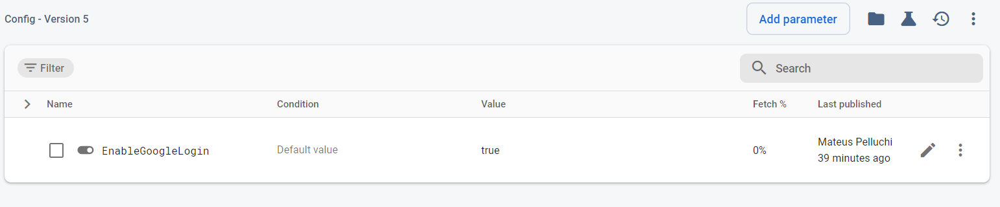 Config - Version 5
Add parameter
Filter
Search
Name Condition Value Fetch % Last published
EnableGoogleLogin Default value true 0% Mateus Pelluchi
39 minutes ago